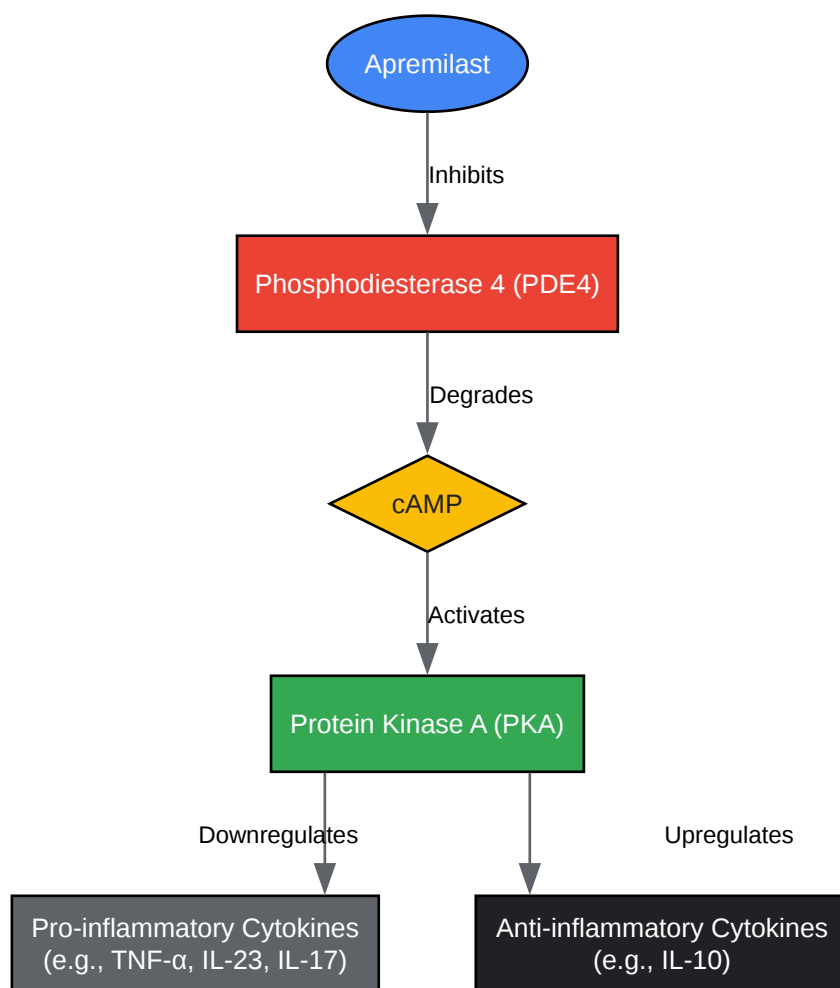 Apremilast
Inhibits
Phosphodiesterase 4 (PDE4)
Degrades
cAMP
Activates
Protein Kinase A (PKA)
Downregulates
Upregulates
Pro-inflammatory Cytokines
(e.g., TNF-α, IL-23, IL-17)
Anti-inflammatory Cytokines
(e.g., IL-10)